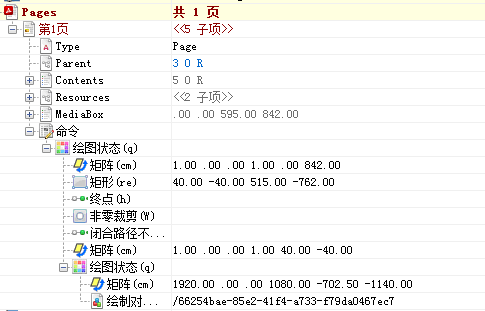 Pages 共 1 页
第1页 <<5 子项>>
Type Page
Parent 3 0 R
Contents 5 0 R
Resources <<2 子项>>
MediaBox .00 .00 595.00 842.00
命令
绘图状态(q)
矩阵(cm) 1.00 .00 .00 1.00 .00 842.00
矩形(re) 40.00 -40.00 515.00 -762.00
终点(h)
非零裁剪(W)
闭合路径不...
矩阵(cm) 1.00 .00 .00 1.00 40.00 -40.00
绘图状态(q)
矩阵(cm) 1920.00 .00 .00 1080.00 -702.50 -1140.00
绘制对... /66254bae-85e2-41f4-a733-f79da0467ec7